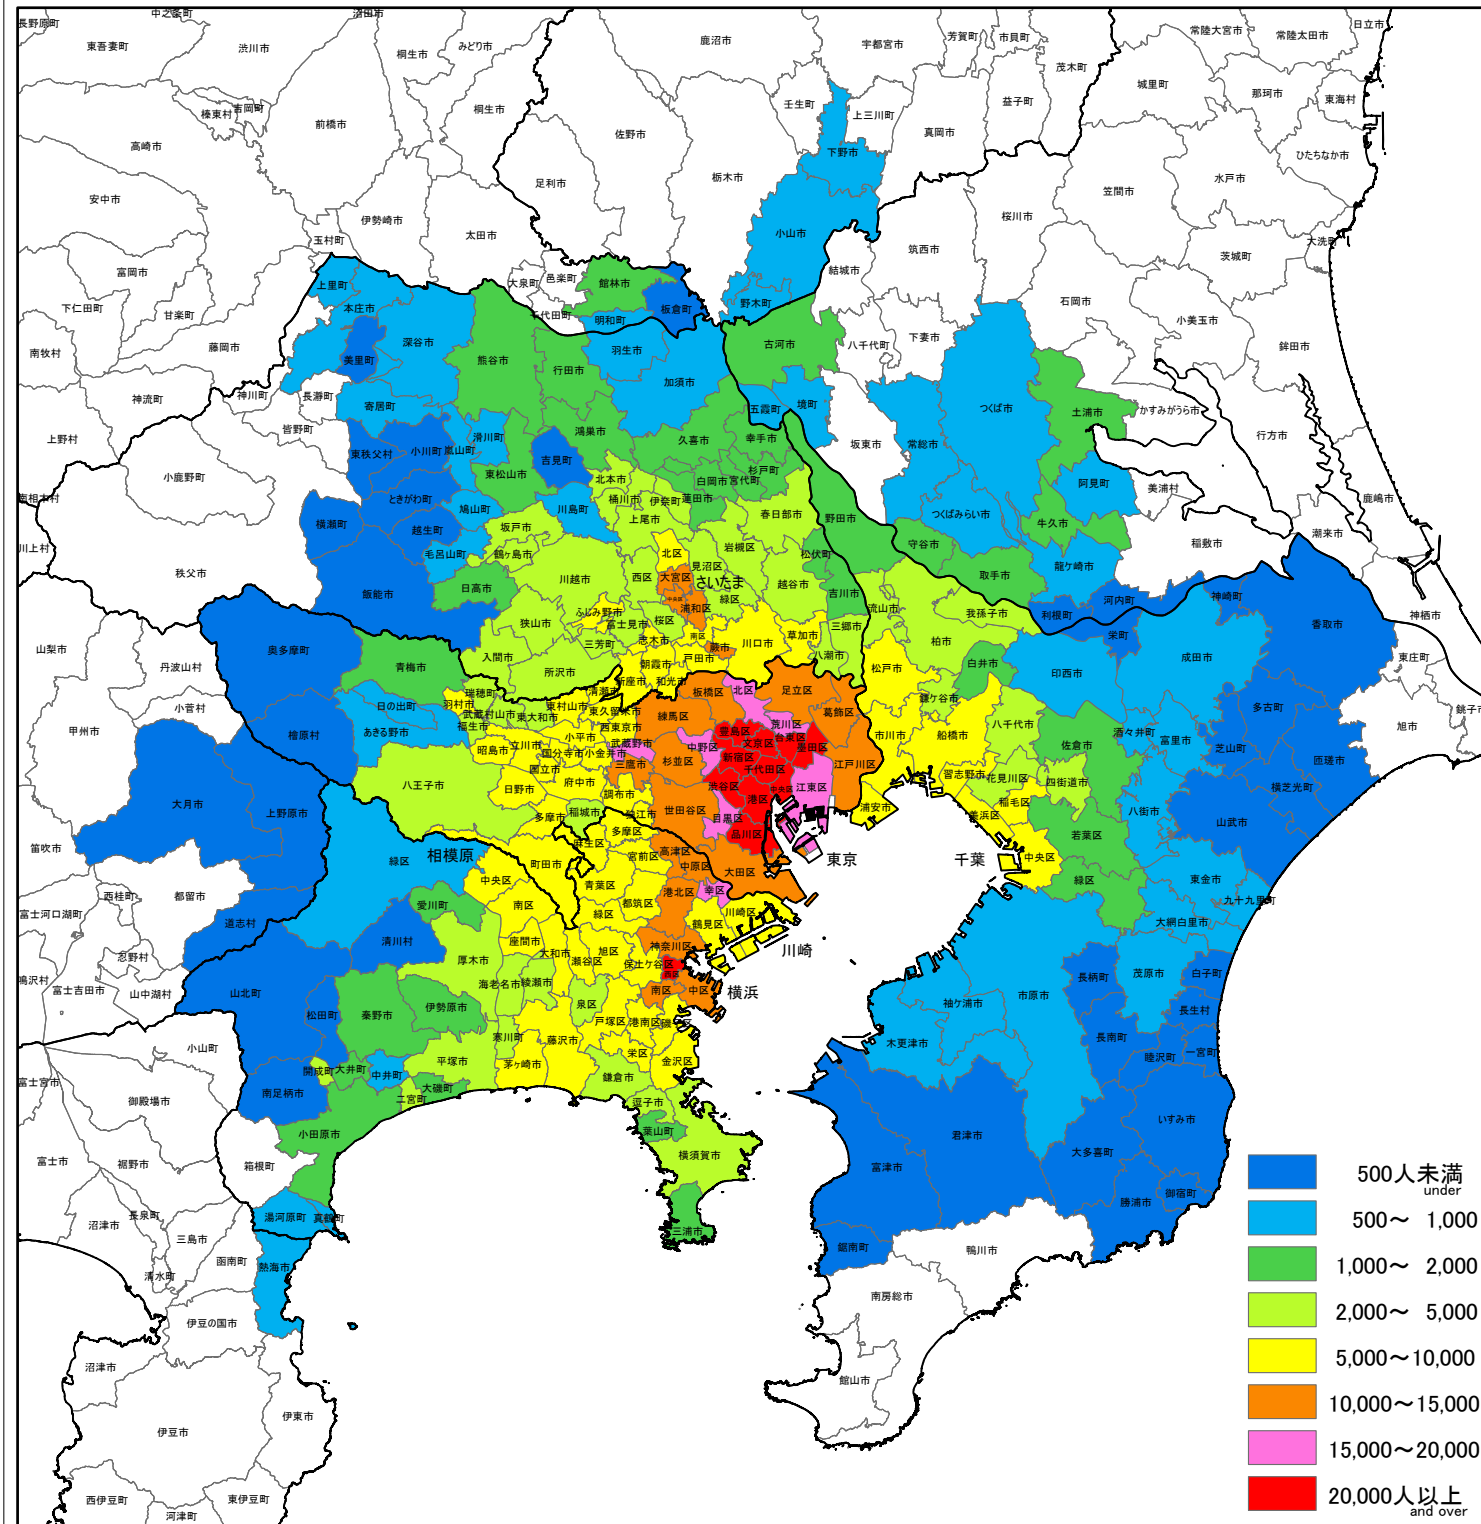 長野原町
中之条町
沼田市
東吾妻町
渋川市
桐生市
みどり市
鹿沼市
宇都宮市
芳賀町
市貝町
茂木町
常陸大宮市
常陸太田市
日立市
城里町
那珂市
東海村
榛東村
吉岡町
前橋市
桐生市
佐野市
壬生町
上三川町
真岡市
益子町
ひたちなか市
高崎市
下野市
水戸市
足利市
栃木市
笠間市
安中市
伊勢崎市
太田市
小山市
筑西市
桜川市
大洗町
茨城町
玉村町
富岡市
上里町
大泉町
邑楽町
館林市
板倉町
野木町
結城市
石岡市
小美玉市
下仁田町
甘楽町
本庄市
千代田町
明和町
古河市
八千代町
下妻市
鉾田市
南牧村
藤岡市
美里町
深谷市
熊谷市
行田市
羽生市
加須市
五霞町
境町
つくば市
土浦市
かすみがうら市
神流町
神川町
長瀞町
寄居町
上野村
皆野町
滑川町
鴻巣市
久喜市
幸手市
坂東市
常総市
行方市
小鹿野町
東秩父村
小川町
嵐山町
東松山市
吉見町
北本市
白岡市
宮代町
杉戸町
阿見町
美浦村
鹿嶋市
南相木村
ときがわ町
鳩山町
川島町
桶川市
伊奈町
蓮田市
春日部市
野田市
つくばみらい市
牛久市
潮来市
横瀬町
越生町
坂戸市
上尾市
稲敷市
川上村
毛呂山町
鶴ヶ島市
北区
岩槻区
松伏町
守谷市
秩父市
飯能市
日高市
川越市
西区
大宮区
見沼区
さいたま
越谷市
吉川市
取手市
龍ケ崎市
中央区
浦和区
緑区
流山市
我孫子市
利根町
河内町
神崎町
神栖市
狭山市
ふじみ野市
富士見市
桜区
三郷市
栄町
香取市
山梨市
丹波山村
奥多摩町
青梅市
入間市
三芳町
志木市
南区
蕨市
川口市
草加市
八潮市
柏市
白井市
印西市
成田市
東庄町
所沢市
朝霞市
戸田市
松戸市
小菅村
瑞穂町
清瀬市
新座市
和光市
板橋区
北区
足立区
鎌ケ谷市
多古町
銚子市
甲州市
檜原村
日の出町
羽村市
武蔵村山市
東大和市
東村山市
東久留米市
練馬区
荒川区
葛飾区
八千代市
酒々井町
旭市
あきる野市
福生市
西東京市
豊島区
文京区
台東区
墨田区
市川市
船橋市
佐倉市
富里市
芝山町
匝瑳市
昭島市
立川市
小平市
武蔵野市
中野区
新宿区
国分寺市
小金井市
三鷹市
杉並区
千代田区
江戸川区
国立市
八王子市
日野市
府中市
調布市
渋谷区
中央区
江東区
習志野市
花見川区
四街道市
横芝光町
大月市
上野原市
多摩市
稲城市
狛江市
世田谷区
目黒区
港区
浦安市
美浜区
稲毛区
八街市
山武市
品川区
若葉区
笛吹市
緑区
相模原
町田市
麻生区
多摩区
高津区
東京
千葉
中央区
都留市
中央区
宮前区
中原区
大田区
緑区
東金市
西桂町
愛川町
南区
青葉区
都筑区
港北区
幸区
九十九里町
富士河口湖町
道志村
清川村
座間市
緑区
鶴見区
川崎区
大網白里市
忍野村
厚木市
大和市
瀬谷区
旭区
神奈川区
川崎
鳴沢村
富士吉田市
山中湖村
山北町
海老名市
綾瀬市
保土ケ谷区
西区
長柄町
茂原市
白子町
松田町
秦野市
伊勢原市
泉区
南区
中区
横浜
袖ケ浦市
市原市
長生村
小山町
寒川町
藤沢市
戸塚区
港南区
磯子区
木更津市
長南町
睦沢町
一宮町
富士宮市
開成町
大井町
中井町
平塚市
茅ヶ崎市
栄区
金沢区
御殿場市
南足柄市
大磯町
二宮町
鎌倉市
逗子市
いすみ市
小田原市
葉山町
君津市
富士市
裾野市
箱根町
横須賀市
富津市
大多喜町
勝浦市
御宿町
沼津市
長泉町
湯河原町
真鶴町
三浦市
鋸南町
三島市
函南町
熱海市
鴨川市
清水町
南房総市
伊豆の国市
沼津市
館山市
伊豆市
伊東市
西伊豆町
東伊豆町
河津町
500人未満
under
500～ 1,000
1,000～ 2,000
2,000～ 5,000
5,000～10,000
10,000～15,000
15,000～20,000
20,000人以上
and over